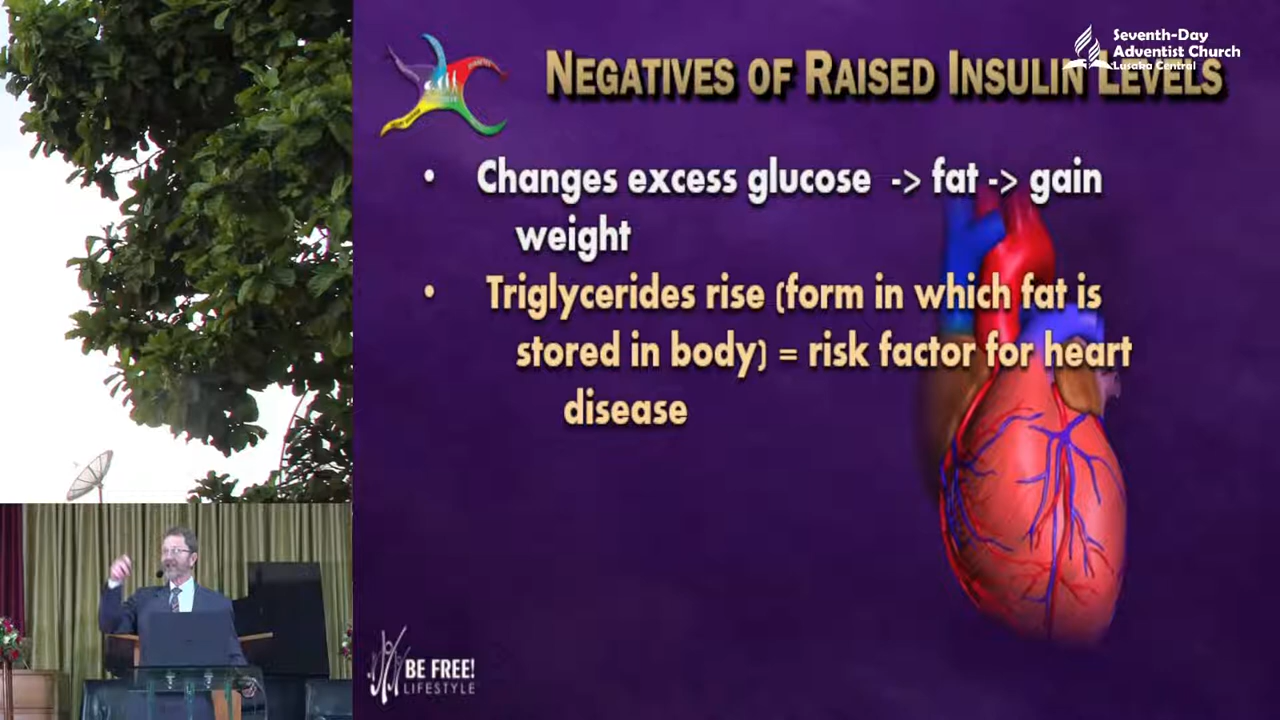 Seventh-Day
Adventist Church
Lusaka Central
NEGATIVES OF RAISED INSULIN LEVELS
• Changes excess glucose -> fat -> gain
weight
• Triglycerides rise (form in which fat is
stored in body) = risk factor for heart
disease
BE FREE!
LIFESTYLE